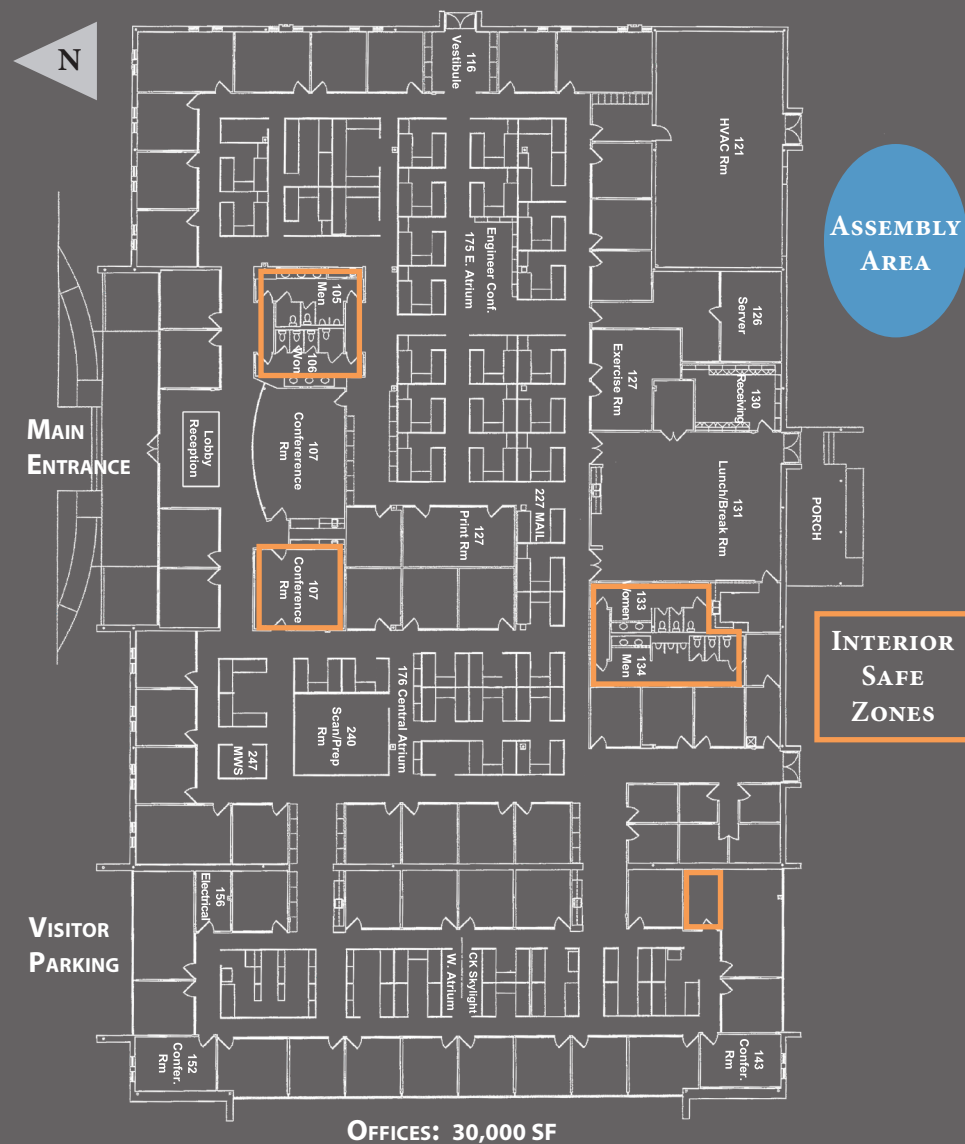 N
116
Vestibule
121
HVAC Rm
Assembly
Area
Engineer Conf.
175 E. Atrium
105
Men
106
Won
126
Server
127
Exercise Rm
130
Receiving
Main
Entrance
Lobby
Reception
107
Conferrence
Rm
227 MAIL
127
Print Rm
131
Lunch/Break Rm
PORCH
107
Conference
Rm
133
Women
134
Men
Interior
Safe
Zones
176 Central Atrium
240
Scan/Prep
Rm
247
MWS
156
Electrical
Visitor
Parking
CK Skylight
W. Atrium
152
Confer.
Rm
143
Confer.
Rm
Offices: 30,000 SF